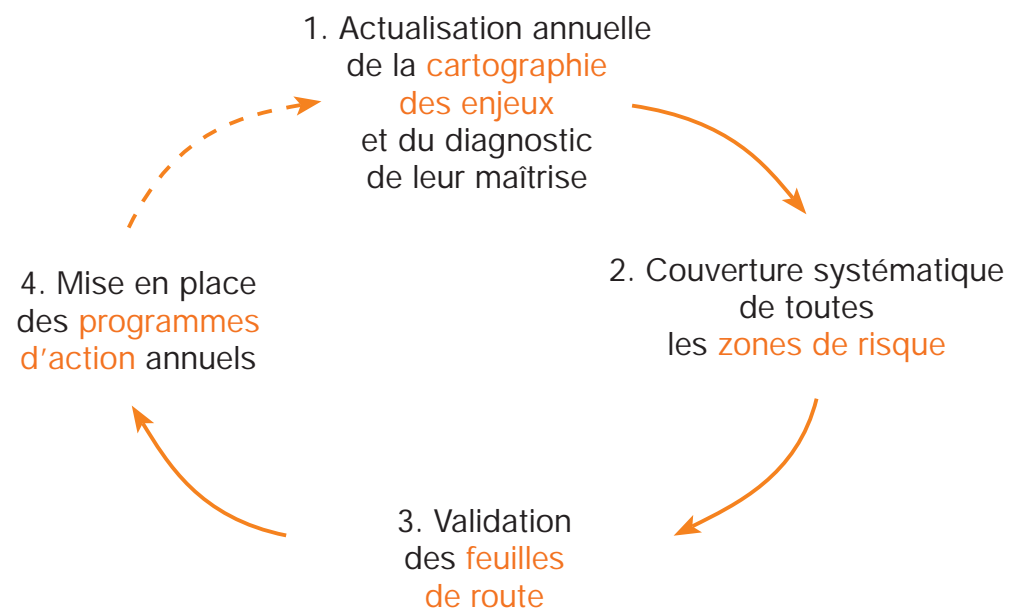 1. Actualisation annuelle
de la cartographie
des enjeux
et du diagnostic
de leur maîtrise
2. Couverture systématique
de toutes
les zones de risque
3. Validation
des feuilles
de route
4. Mise en place
des programmes
d’action annuels